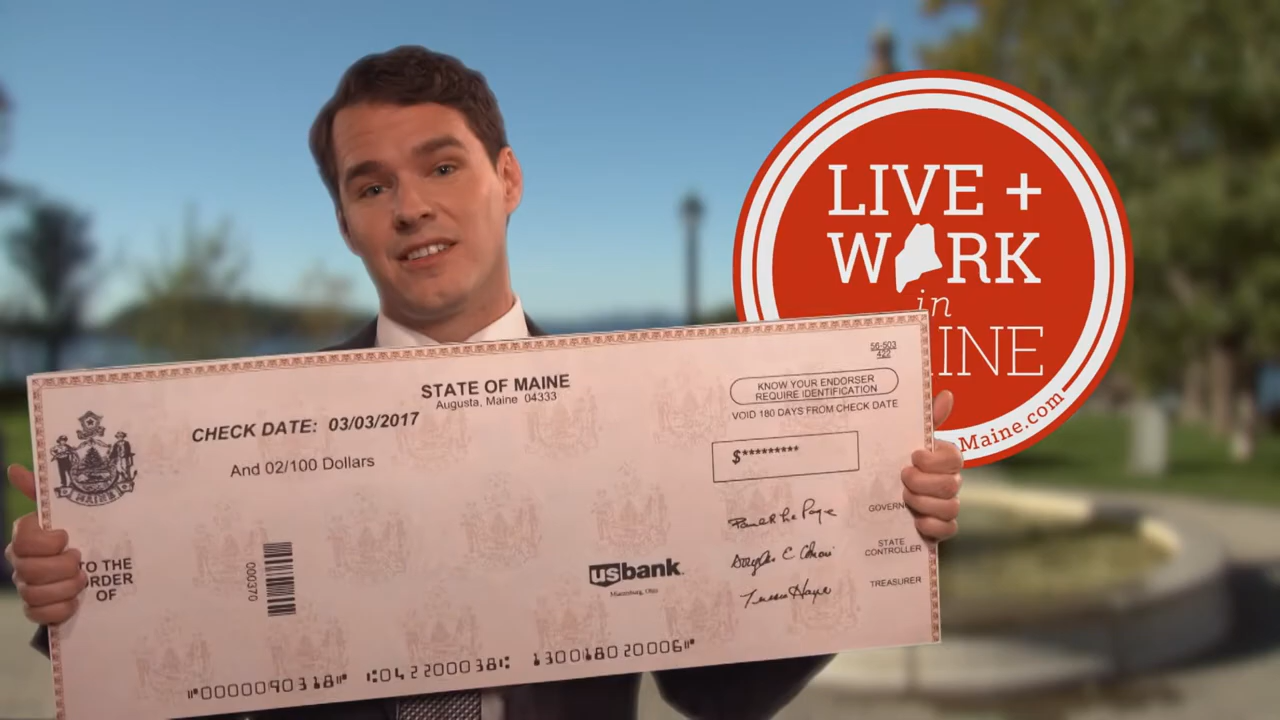 LIVE +
W RK
in
INE
Maine.com
56-503
422
STATE OF MAINE
Augusta, Maine 04333
KNOW YOUR ENDORSER
REQUIRE IDENTIFICATION
VOID 180 DAYS FROM CHECK DATE
CHECK DATE: 03/03/2017
And 02/100 Dollars
$*********
MAINE
GOVERN
STATE
CONTROLLER
TREASURER
TO THE
ORDER
OF
000370
usbank.
⑈0000090318⑈ ⑆042200038⑆ 130018020006⑈